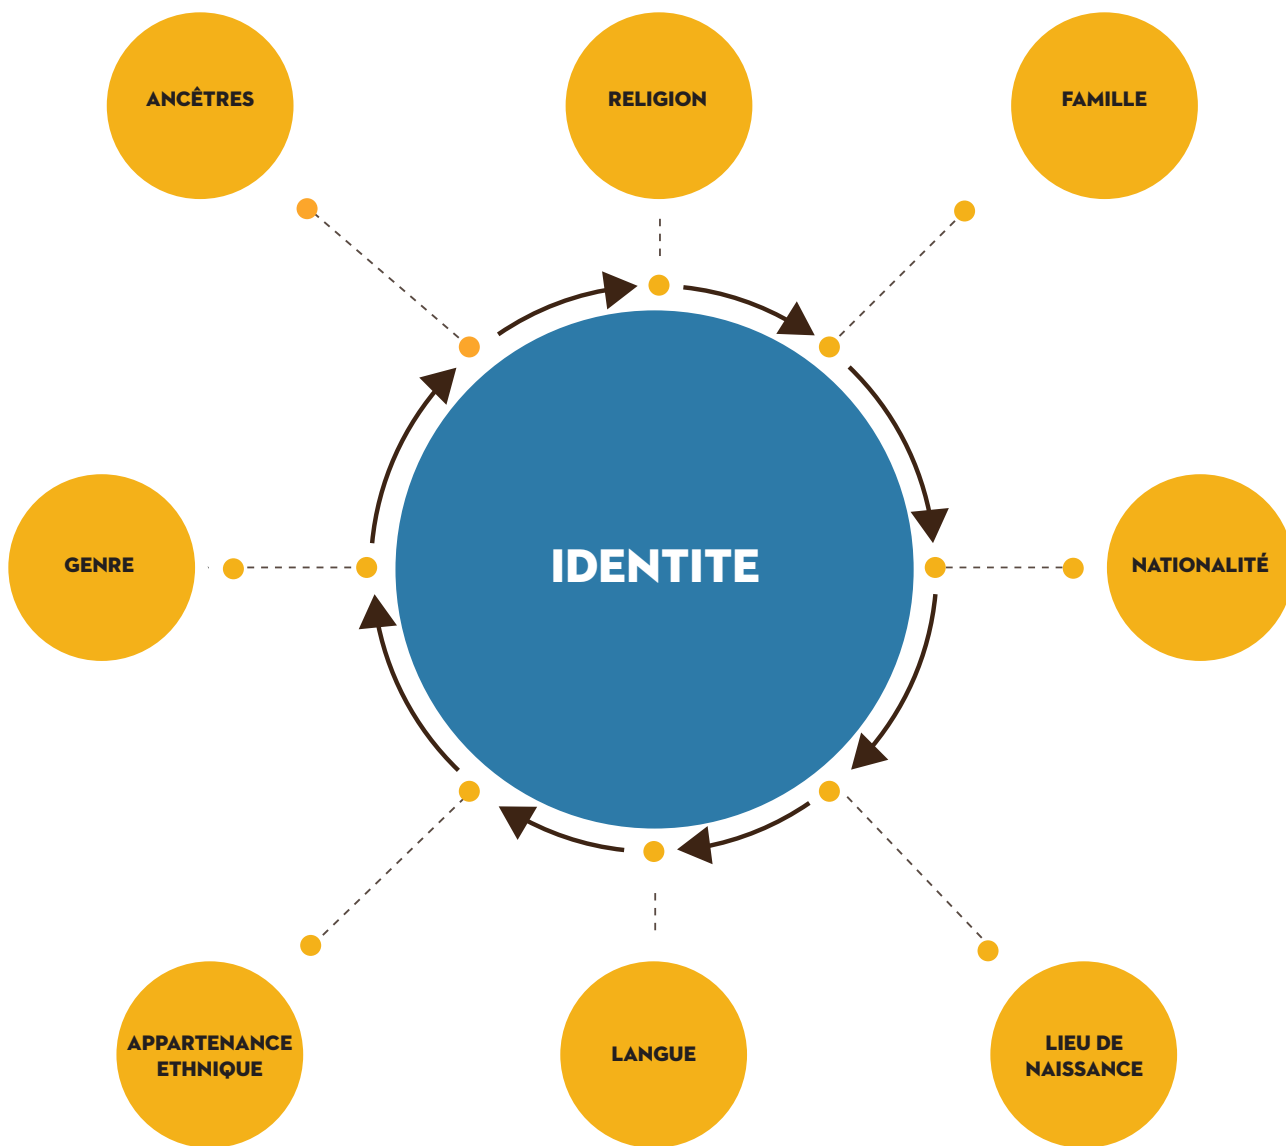 ANCÊTRES
RELIGION
FAMILLE
GENRE
IDENTITE
NATIONALITÉ
APPARTENANCE
ETHNIQUE
LANGUE
LIEU DE
NAISSANCE